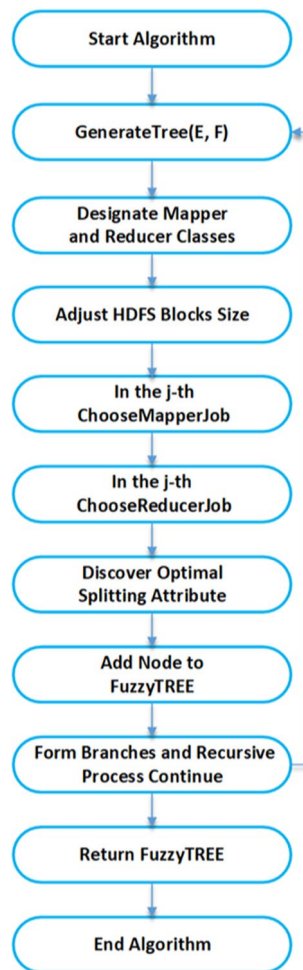 Start Algorithm
GenerateTree(E, F)
Designate Mapper
and Reducer Classes
Adjust HDFS Blocks Size
In the j-th
ChooseMapperJob
In the j-th
ChooseReducerJob
Discover Optimal
Splitting Attribute
Add Node to
FuzzyTREE
Form Branches and Recursive
Process Continue
Return FuzzyTREE
End Algorithm